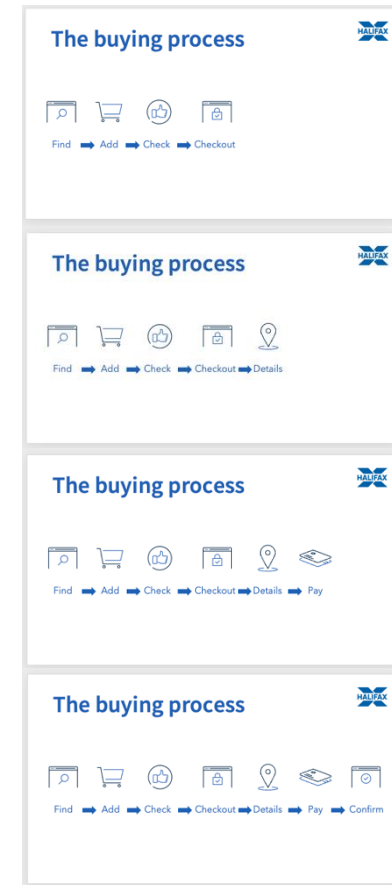 The buying process
HALIFAX
Find Add Check Checkout
The buying process
HALIFAX
Find Add Check Checkout Details
The buying process
HALIFAX
Find Add Check Checkout Details Pay
The buying process
HALIFAX
Find Add Check Checkout Details Pay Confirm